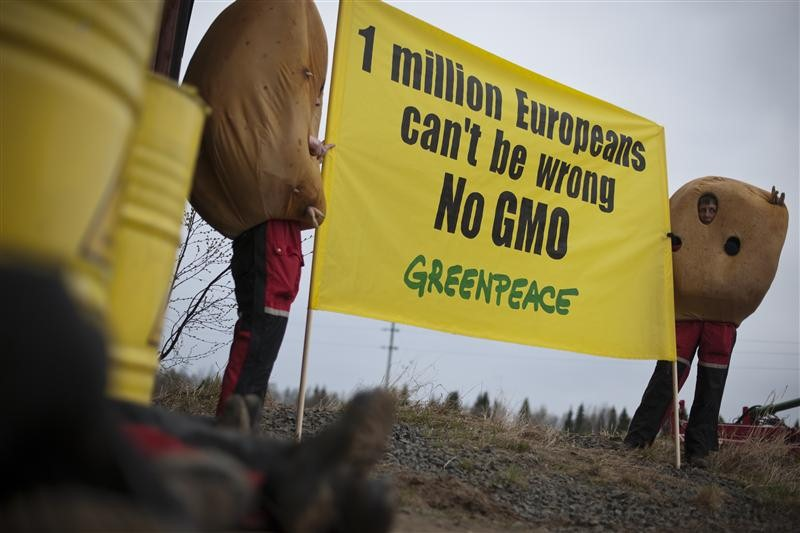 1 million Europeans
can't be wrong
No GMO
GREENPEACE